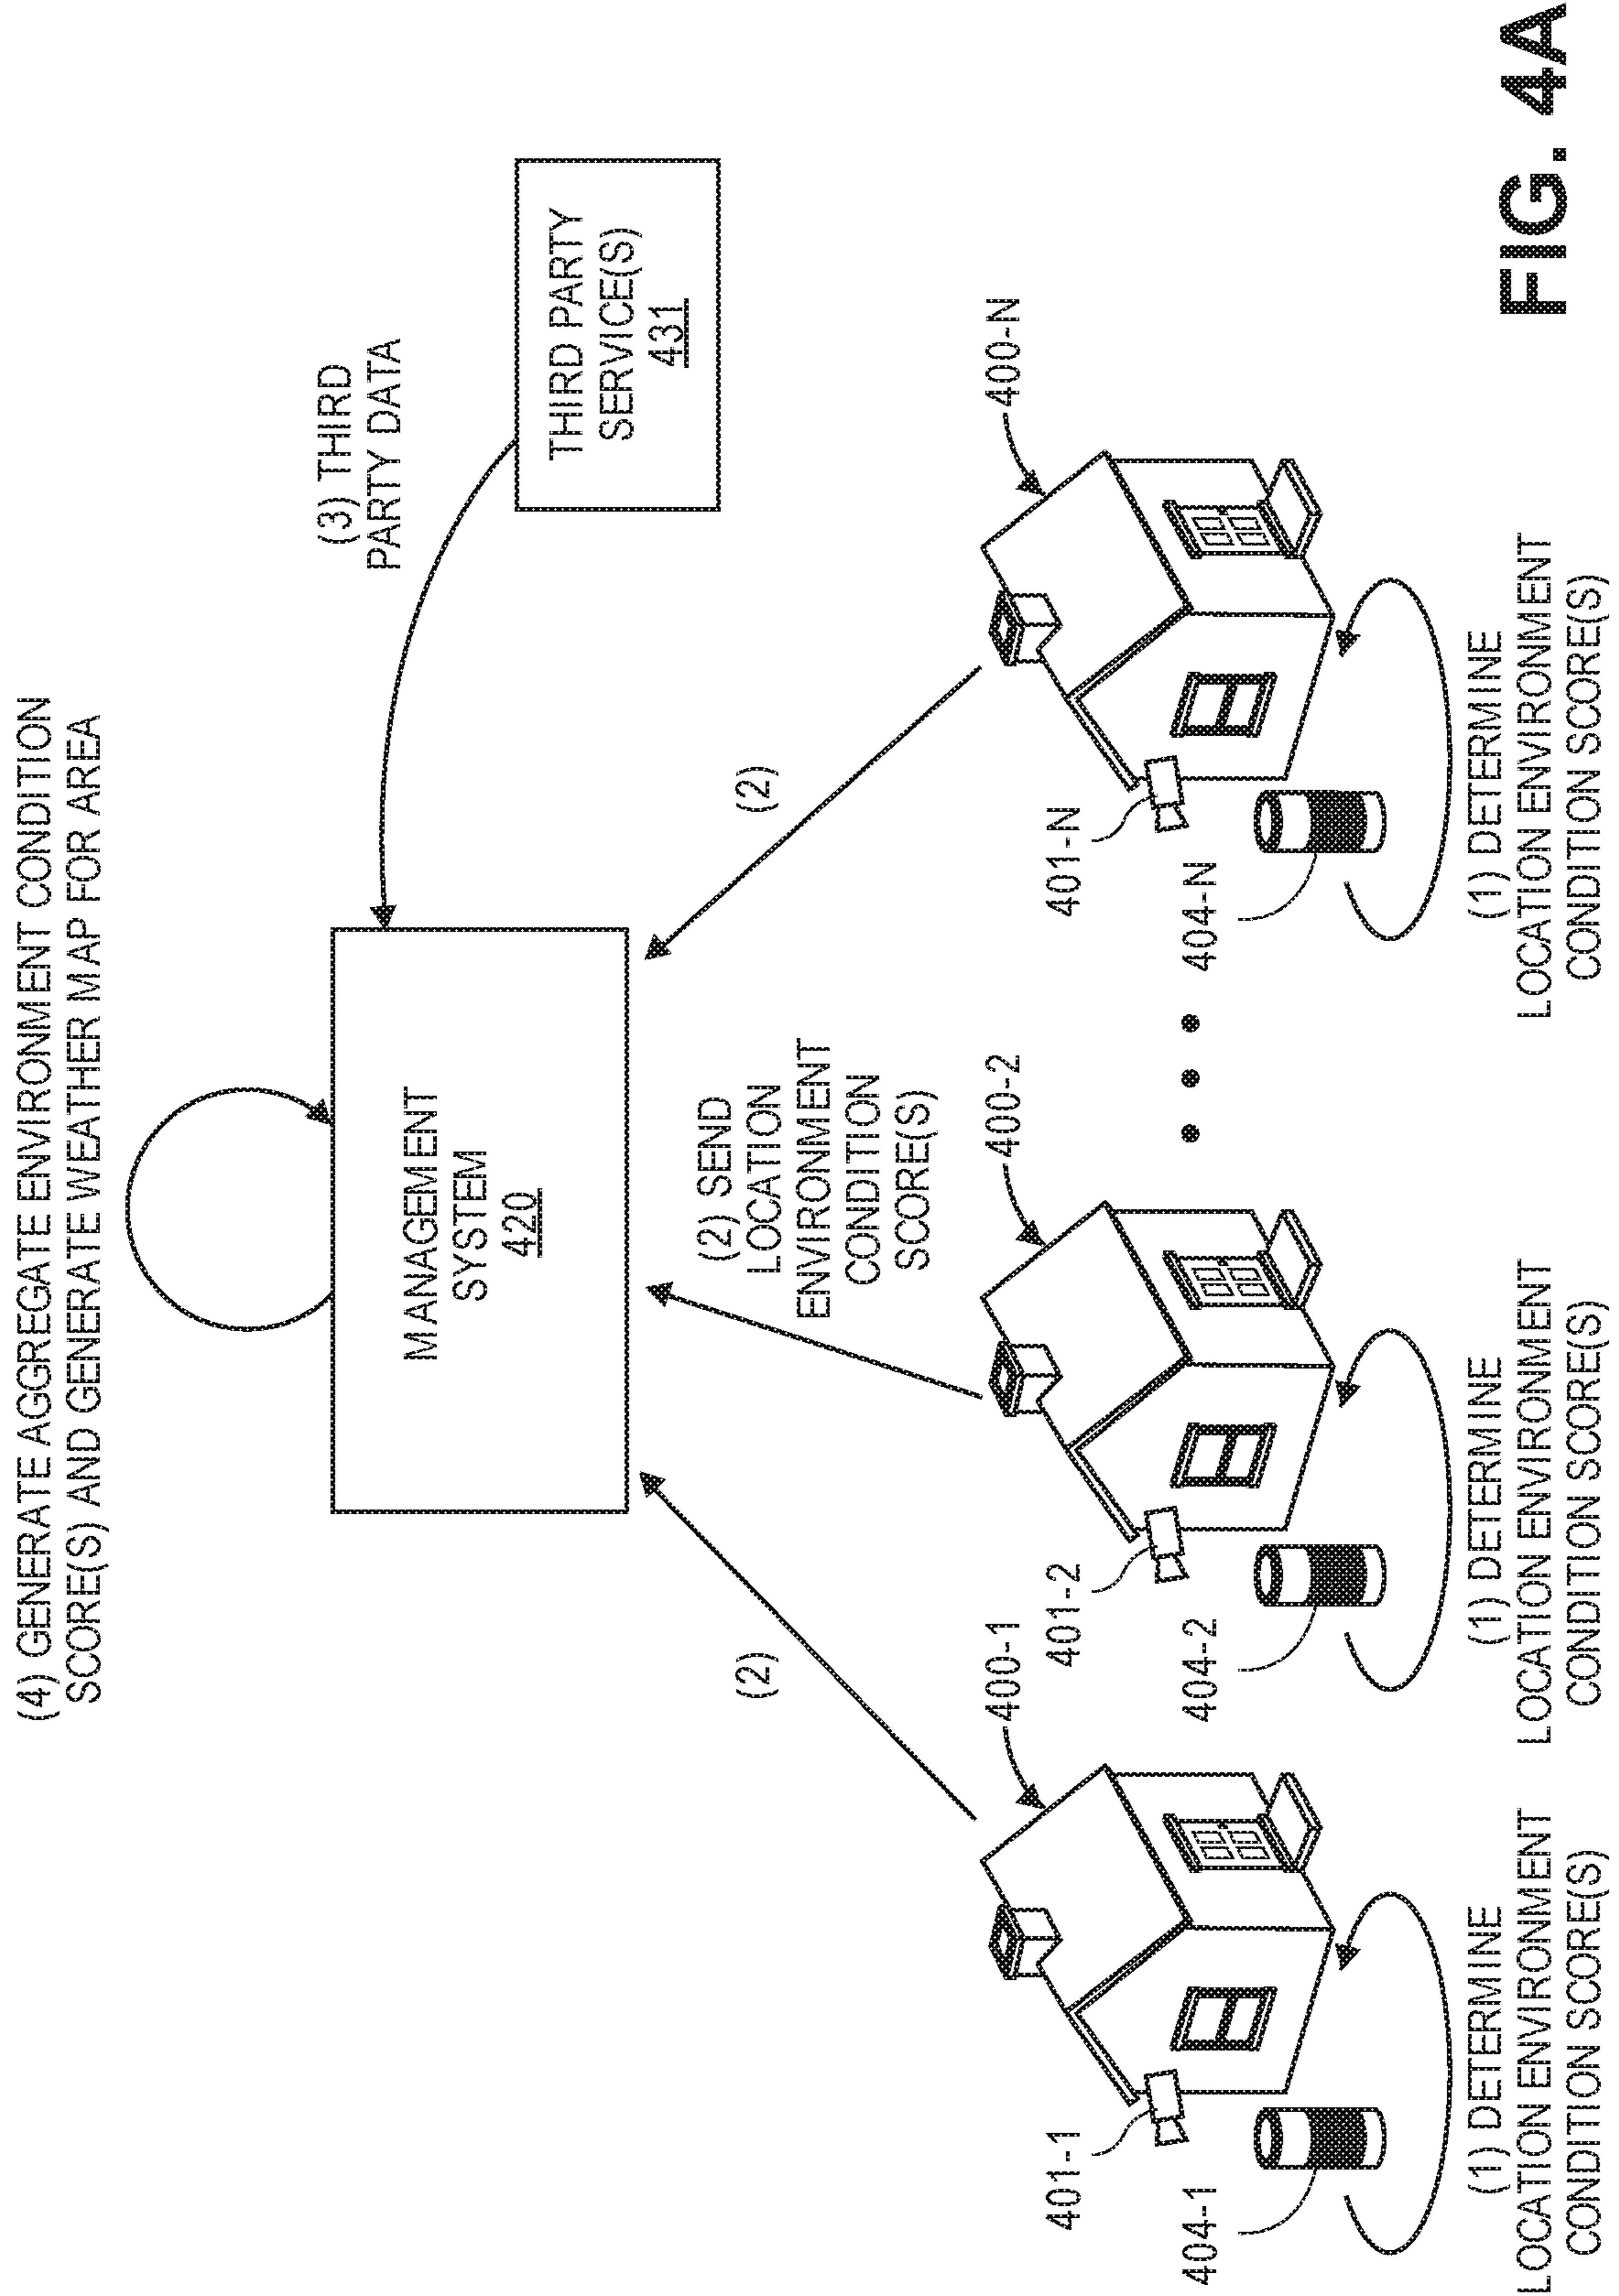 (4) GENERATE AGGREGATE ENVIRONMENT CONDITION
SCORE(S) AND GENERATE WEATHER MAP FOR AREA
MANAGEMENT
SYSTEM
420
(3) THIRD
PARTY DATA
THIRD PARTY
SERVICE(S)
431
(2)
(2) SEND
LOCATION
ENVIRONMENT
CONDITION
SCORE(S)
(2)
400-1
401-1
404-1
(1) DETERMINE
LOCATION ENVIRONMENT
CONDITION SCORE(S)
400-2
401-2
404-2
(1) DETERMINE
LOCATION ENVIRONMENT
CONDITION SCORE(S)
400-N
401-N
404-N
(1) DETERMINE
LOCATION ENVIRONMENT
CONDITION SCORE(S)
FIG. 4A